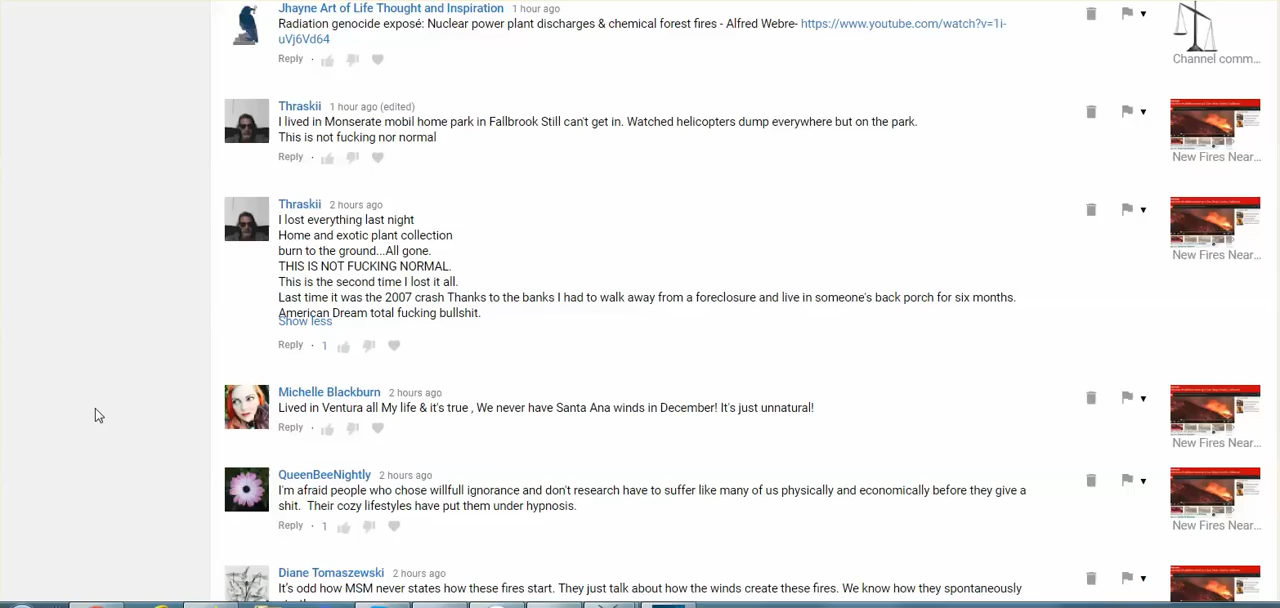 Jhayne Art of Life Thought and Inspiration 1 hour ago
Radiation genocide exposé: Nuclear power plant discharges & chemical forest fires - Alfred Webre- https://www.youtube.com/watch?v=1i-
uVj6Vd64
Reply
Channel comm...
Thraskii 1 hour ago (edited)
I lived in Monserate mobil home park in Fallbrook Still can't get in. Watched helicopters dump everywhere but on the park.
This is not fucking nor normal
Reply
New Fires Near...
Thraskii 2 hours ago
I lost everything last night
Home and exotic plant collection
burn to the ground...All gone.
THIS IS NOT FUCKING NORMAL.
This is the second time I lost it all.
Last time it was the 2007 crash Thanks to the banks I had to walk away from a foreclosure and live in someone's back porch for six months.
American Dream total fucking bullshit.
Show less
Reply · 1
New Fires Near...
Michelle Blackburn 2 hours ago
Lived in Ventura all My life & it's true , We never have Santa Ana winds in December! It's just unnatural!
Reply
New Fires Near...
QueenBeeNightly 2 hours ago
I'm afraid people who chose willfull ignorance and don't research have to suffer like many of us physically and economically before they give a
shit. Their cozy lifestyles have put them under hypnosis.
Reply · 1
New Fires Near...
Diane Tomaszewski 2 hours ago
It's odd how MSM never states how these fires start. They just talk about how the winds create these fires. We know how they spontaneously